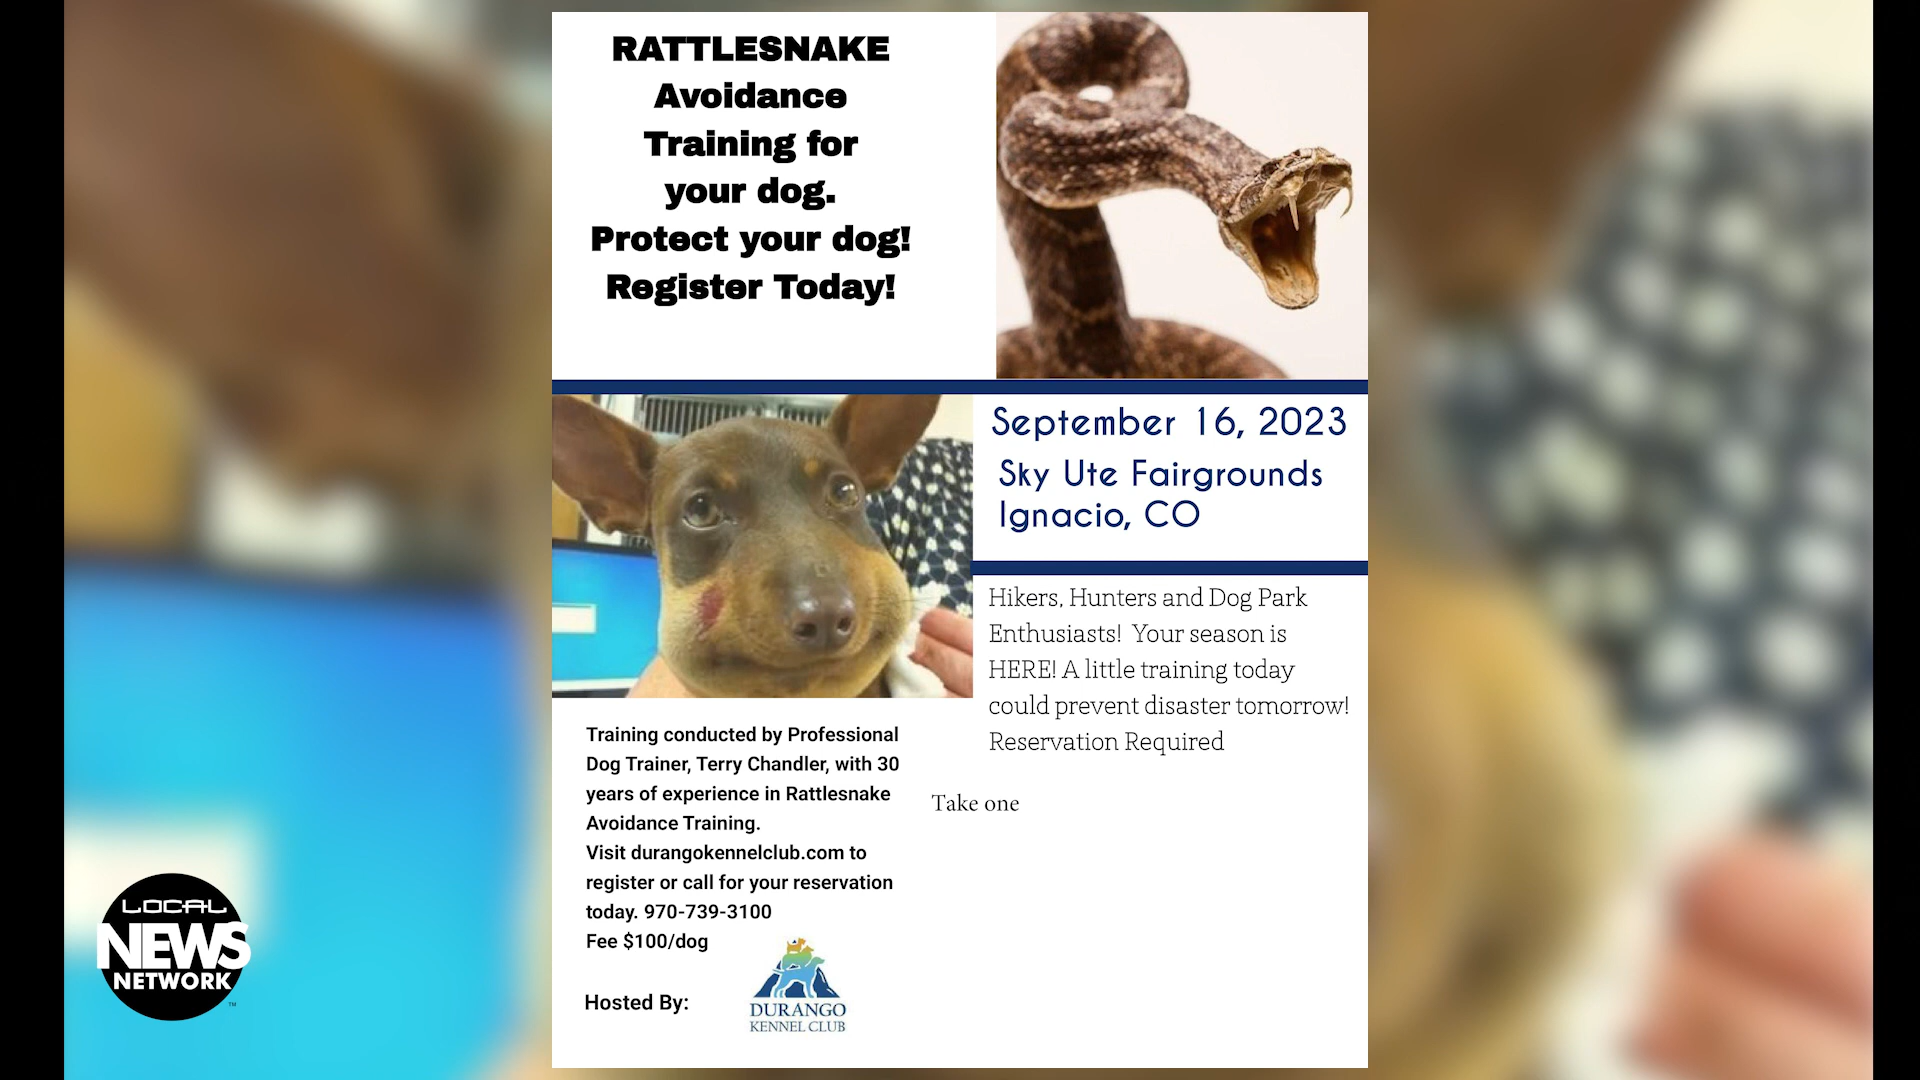 RATTLESNAKE
Avoidance
Training for
your dog.
Protect your dog!
Register Today!
September 16, 2023
Sky Ute Fairgrounds
Ignacio, CO
Hikers, Hunters and Dog Park
Enthusiasts! Your season is
HERE! A little training today
could prevent disaster tomorrow!
Reservation Required
Training conducted by Professional
Dog Trainer, Terry Chandler, with 30
years of experience in Rattlesnake
Avoidance Training.
Visit durangokennelclub.com to
register or call for your reservation
today. 970-739-3100
Fee $100/dog
Take one
Hosted By:
DURANGO
KENNEL CLUB
LOCAL
NEWS
NETWORK
™